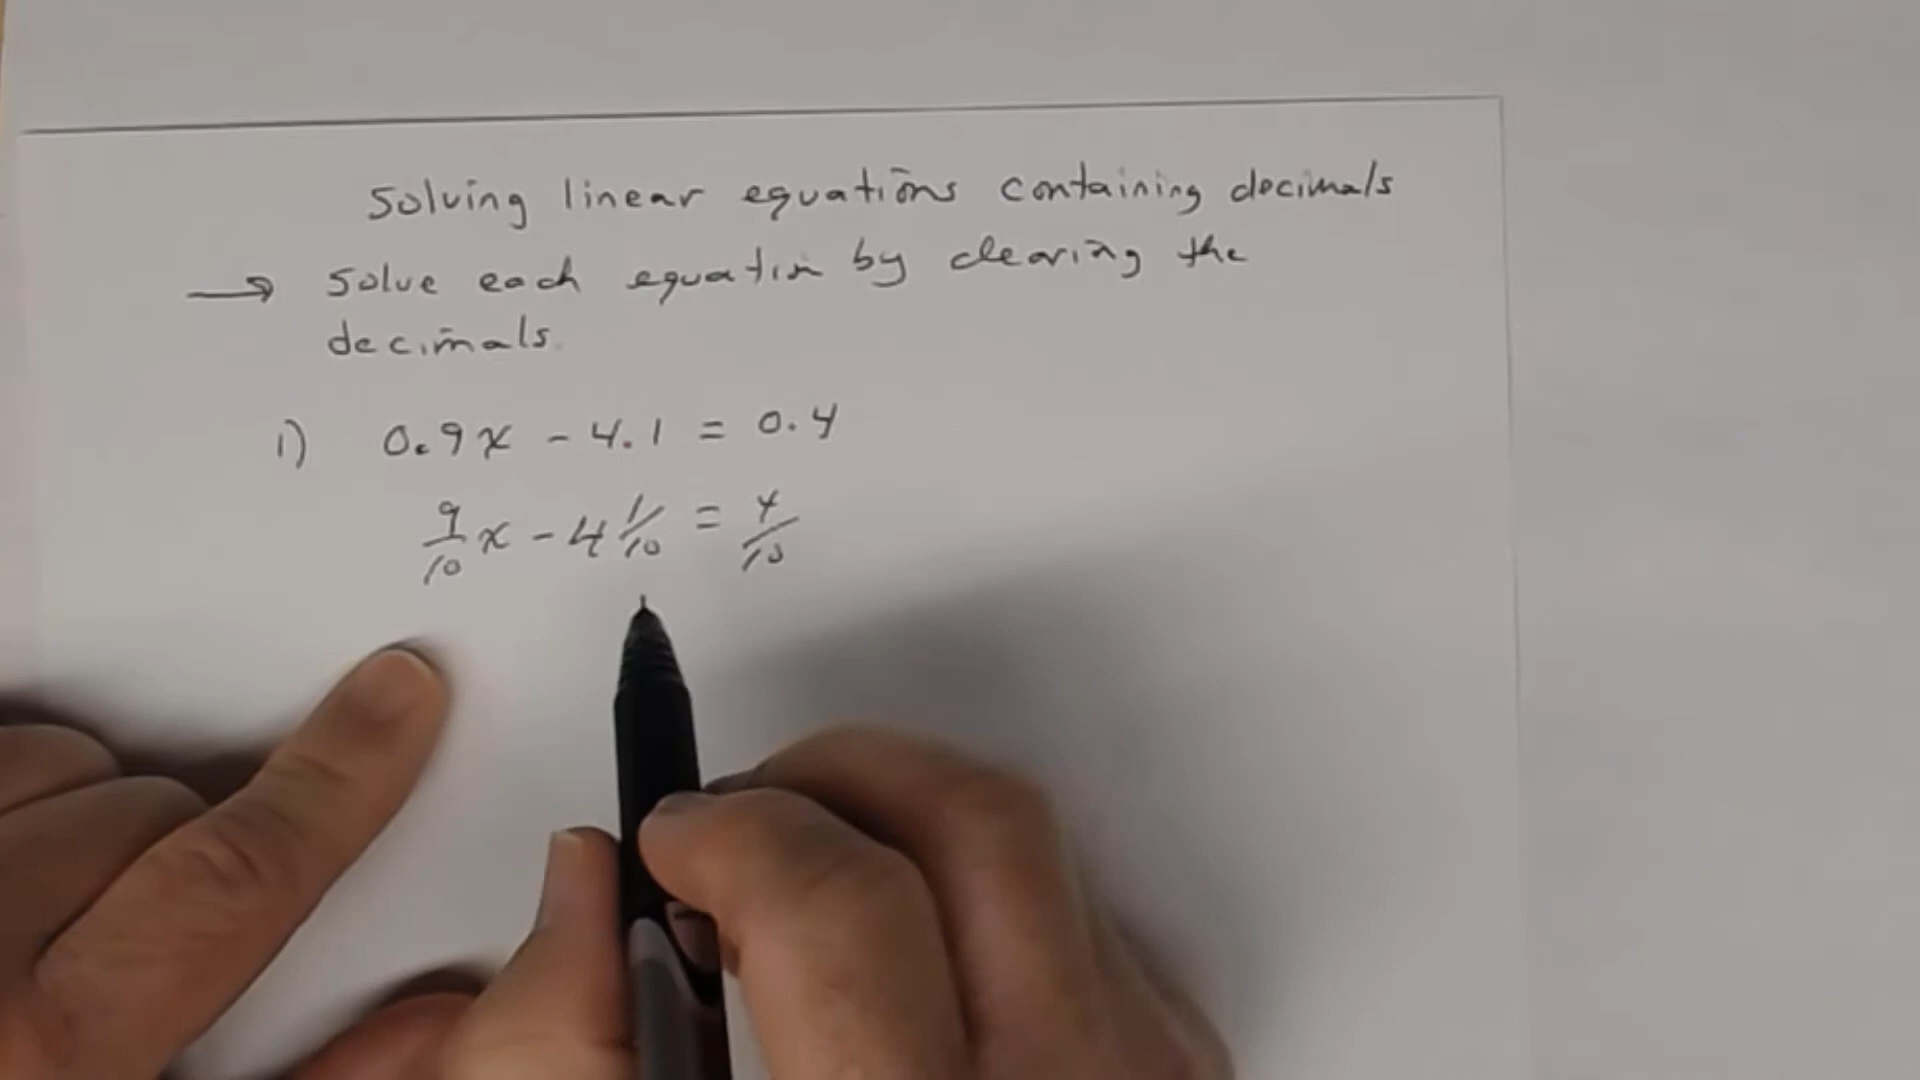 Solving linear equations containing decimals
→ Solve each equation by clearing the
decimals.
1) 0.9x - 4.1 = 0.4
9/10 x - 4 1/10 = 4/10